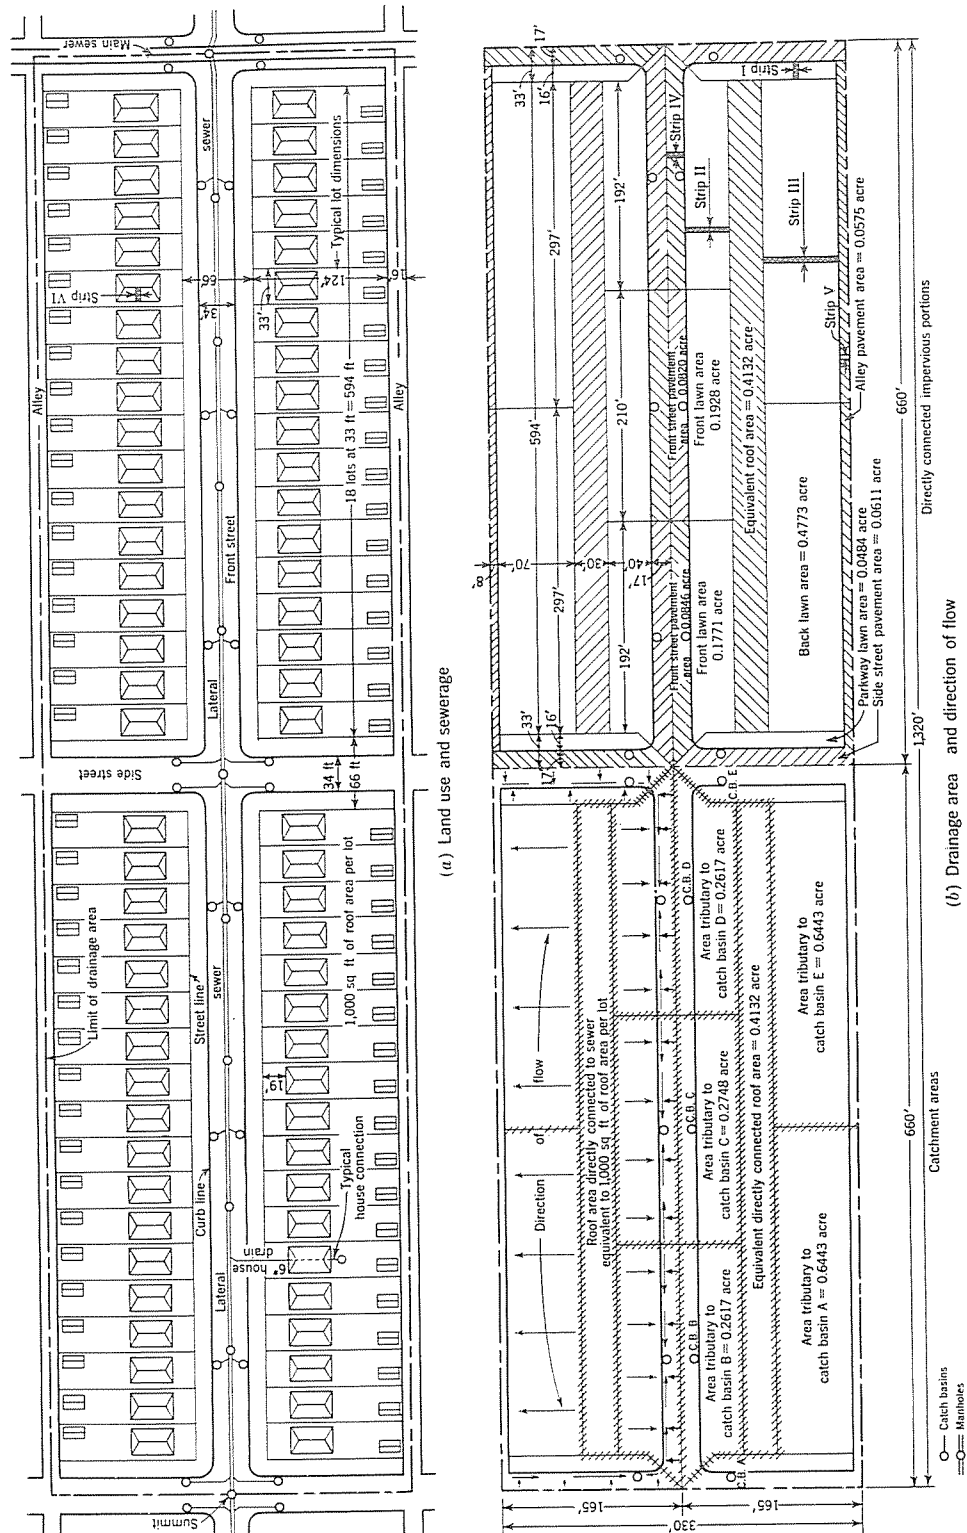 Main sewer
Alley
Limit of drainage area
Street line
Curb line
Side street
Summit
Lateral
sewer
Front street
Lateral
sewer
Strip VI
6" house
drain
Typical
house connection
19'
1,000 sq ft of roof area per lot
34 ft
66 ft
18 lots at 33 ft = 594 ft
Typical lot dimensions
33'
34'
66'
124'
16'
Alley
(a) Land use and sewerage
330'
165'
165'
Direction of flow
Roof area directly connected to sewer
equivalent to 1,000 sq ft of roof area per lot
C.B. A
C.B. B
C.B. C
C.B. D
C.B. E
Area tributary to
catch basin B = 0.2617 acre
Area tributary to
catch basin C = 0.2748 acre
Area tributary to
catch basin D = 0.2617 acre
Equivalent directly connected roof area = 0.4132 acre
Area tributary to
catch basin A = 0.6443 acre
Area tributary to
catch basin E = 0.6443 acre
660'
Catchment areas
1,320'
17'
33'
16'
594'
297'
297'
192'
210'
192'
8'
70'
30'
40'
17'
33'
16'
17'
Front street pavement
area = 0.0846 acre
Front lawn area
0.1771 acre
Front street pavement
area = 0.0820 acre
Front lawn area
0.1928 acre
Equivalent roof area = 0.4132 acre
Back lawn area = 0.4773 acre
Strip I
Strip II
Strip III
Strip IV
Strip V
Parkway lawn area = 0.0484 acre
Side street pavement area = 0.0611 acre
Alley pavement area = 0.0575 acre
660'
Directly connected impervious portions
Catch basins
Manholes
(b) Drainage area and direction of flow